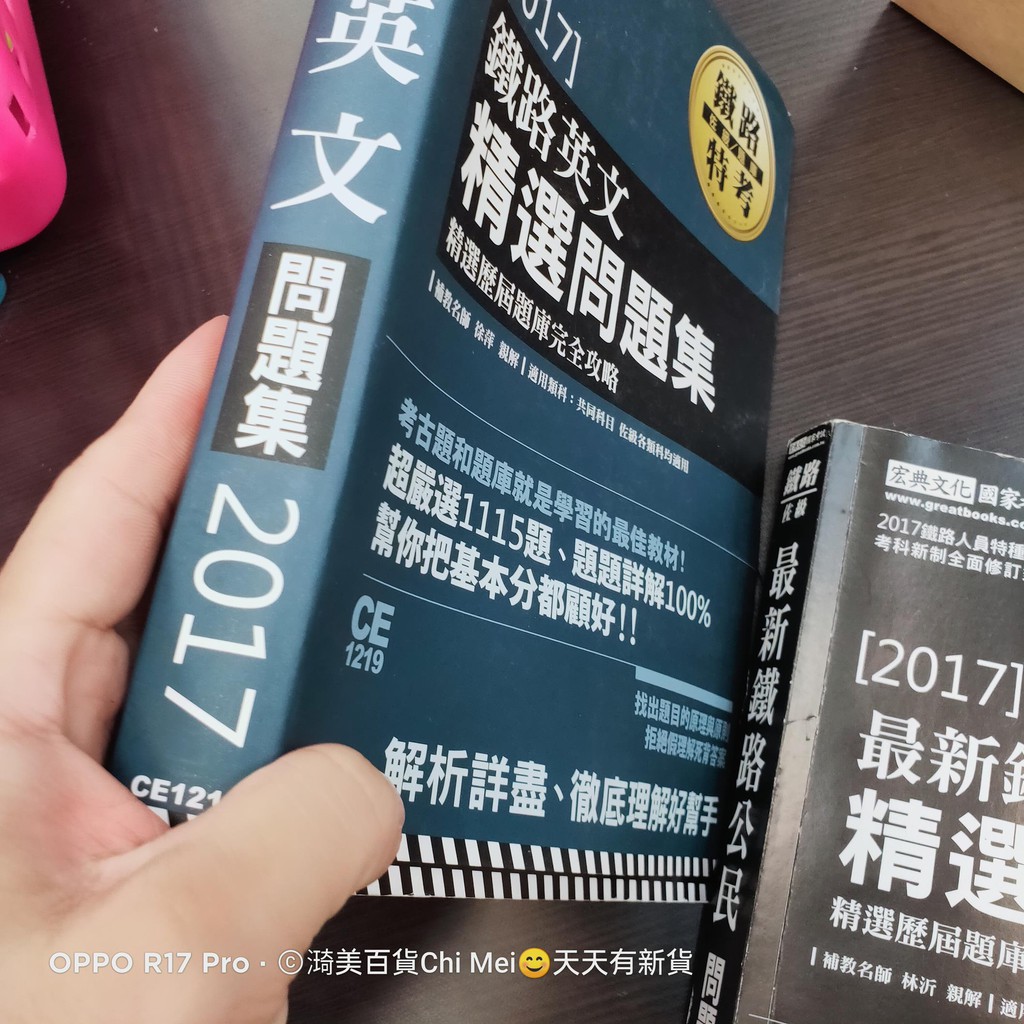 英文
問題集
2017
CE121
017]
鐵路英文
精選問題集
精選歷屆題庫完全攻略
補教名師 徐萍 親解 | 適用類科：共同科目 佐級各類科均適用
鐵路
特考
考古題和題庫就是學習的最佳教材!
超嚴選1115題、題題詳解100%
幫你把基本分都顧好!!
CE
1219
找出題目的原理與原
拒絕假理解死背答案
解析詳盡、徹底理解好幫手
鐵路
佐級
最新鐵路公民
問題
宏典文化 國家
www.greatbooks.co
2017鐵路人員特種
考科新制全面修訂
[2017]
最新鐵
精選
精選歷屆題庫
補教名師 林沂 親解 | 適
OPPO R17 Pro · ©漪美百貨Chi Mei😊天天有新貨